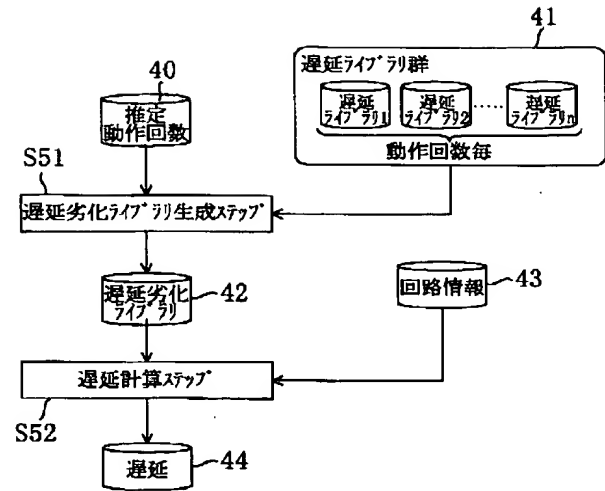 41
遅延ライブラリ群
40
推定
動作回数
遅延
ライブラリ1
遅延
ライブラリ2
‥‥‥
遅延
ライブラリn
動作回数毎
S51
遅延劣化ライブラリ生成ステップ
遅延劣化
ライブラリ
42
回路情報
43
遅延計算ステップ
S52
遅延
44